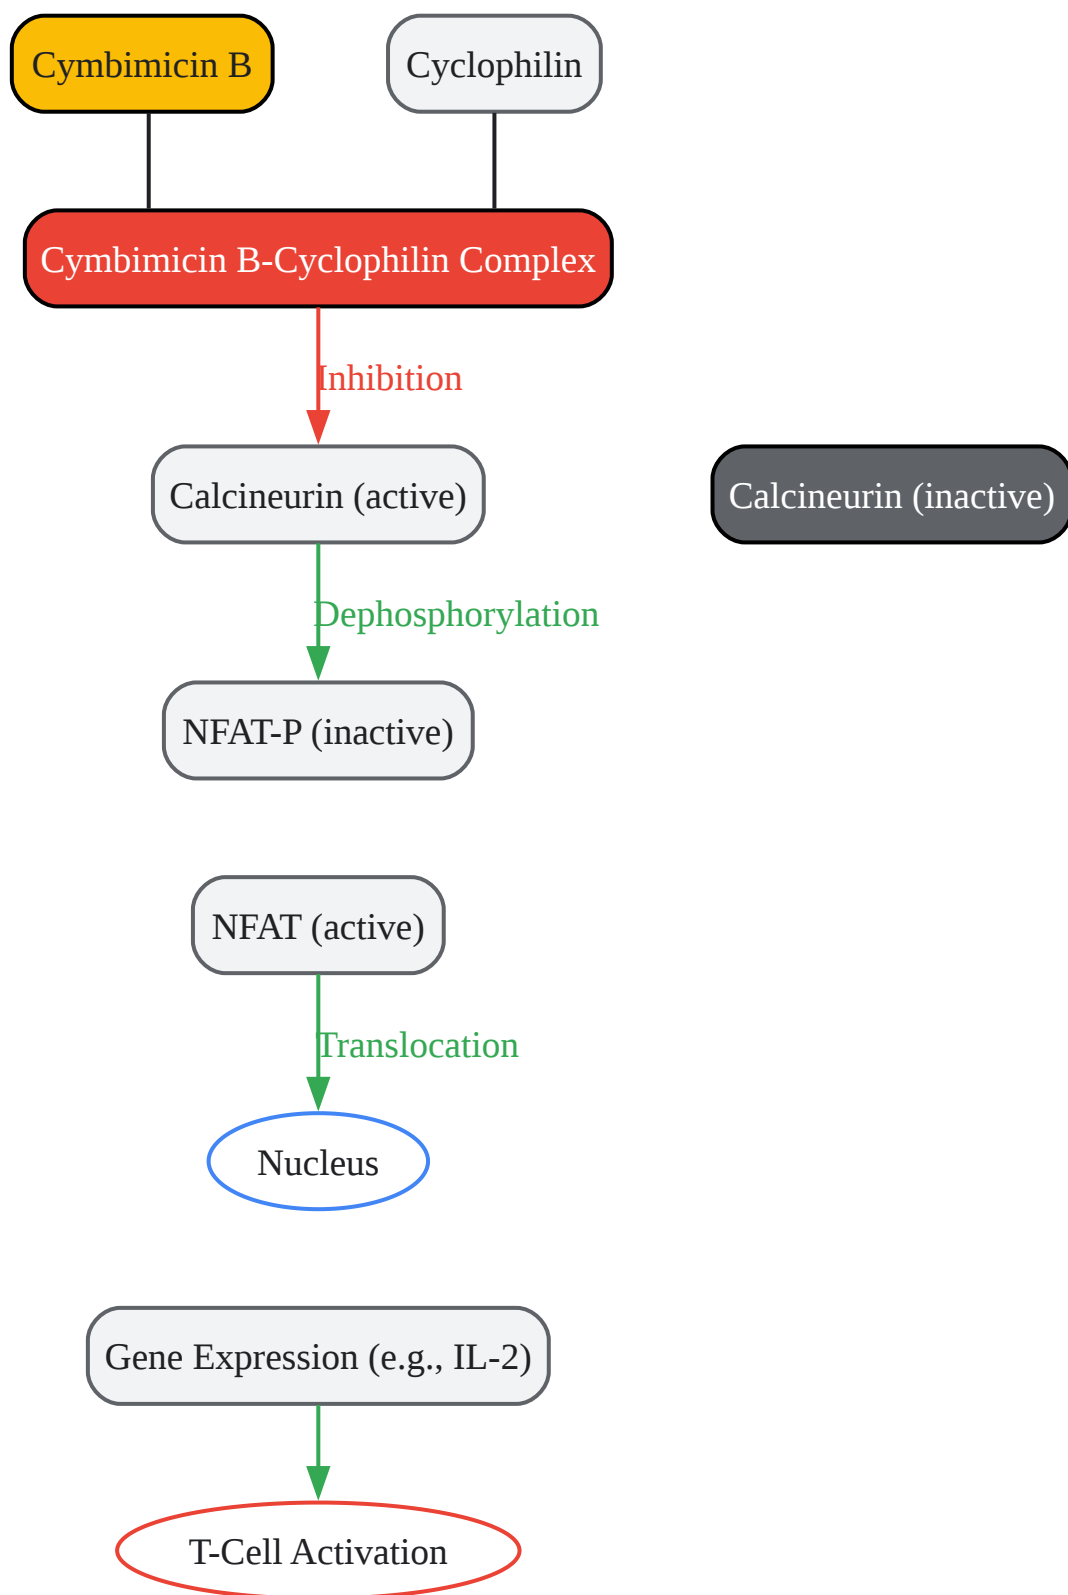 Cymbimicin B
Cyclophilin
Cymbimicin B-Cyclophilin Complex
Inhibition
Calcineurin (active)
Calcineurin (inactive)
Dephosphorylation
NFAT-P (inactive)
NFAT (active)
Translocation
Nucleus
Gene Expression (e.g., IL-2)
T-Cell Activation